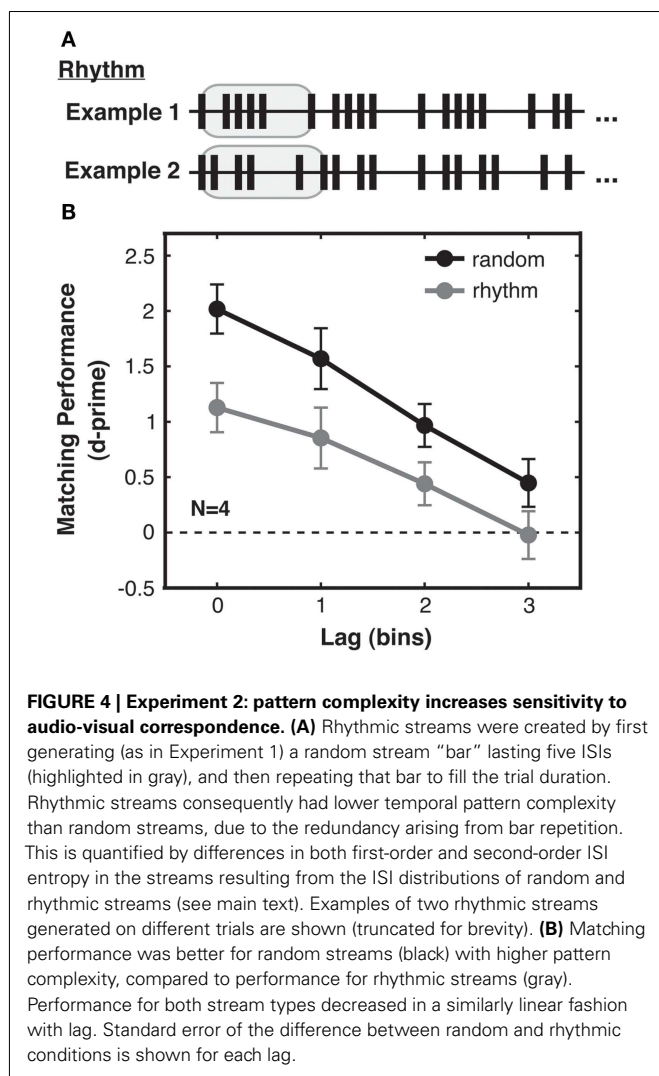 A
Rhythm
Example 1 ...
Example 2 ...
B
Matching Performance
(d-prime)
2.5
2
1.5
1
0.5
0
-0.5
random
rhythm
N=4
0 1 2 3
Lag (bins)
FIGURE 4 | Experiment 2: pattern complexity increases sensitivity to
audio-visual correspondence. (A) Rhythmic streams were created by first
generating (as in Experiment 1) a random stream “bar” lasting five ISIs
(highlighted in gray), and then repeating that bar to fill the trial duration.
Rhythmic streams consequently had lower temporal pattern complexity
than random streams, due to the redundancy arising from bar repetition.
This is quantified by differences in both first-order and second-order ISI
entropy in the streams resulting from the ISI distributions of random and
rhythmic streams (see main text). Examples of two rhythmic streams
generated on different trials are shown (truncated for brevity). (B) Matching
performance was better for random streams (black) with higher pattern
complexity, compared to performance for rhythmic streams (gray).
Performance for both stream types decreased in a similarly linear fashion
with lag. Standard error of the difference between random and rhythmic
conditions is shown for each lag.